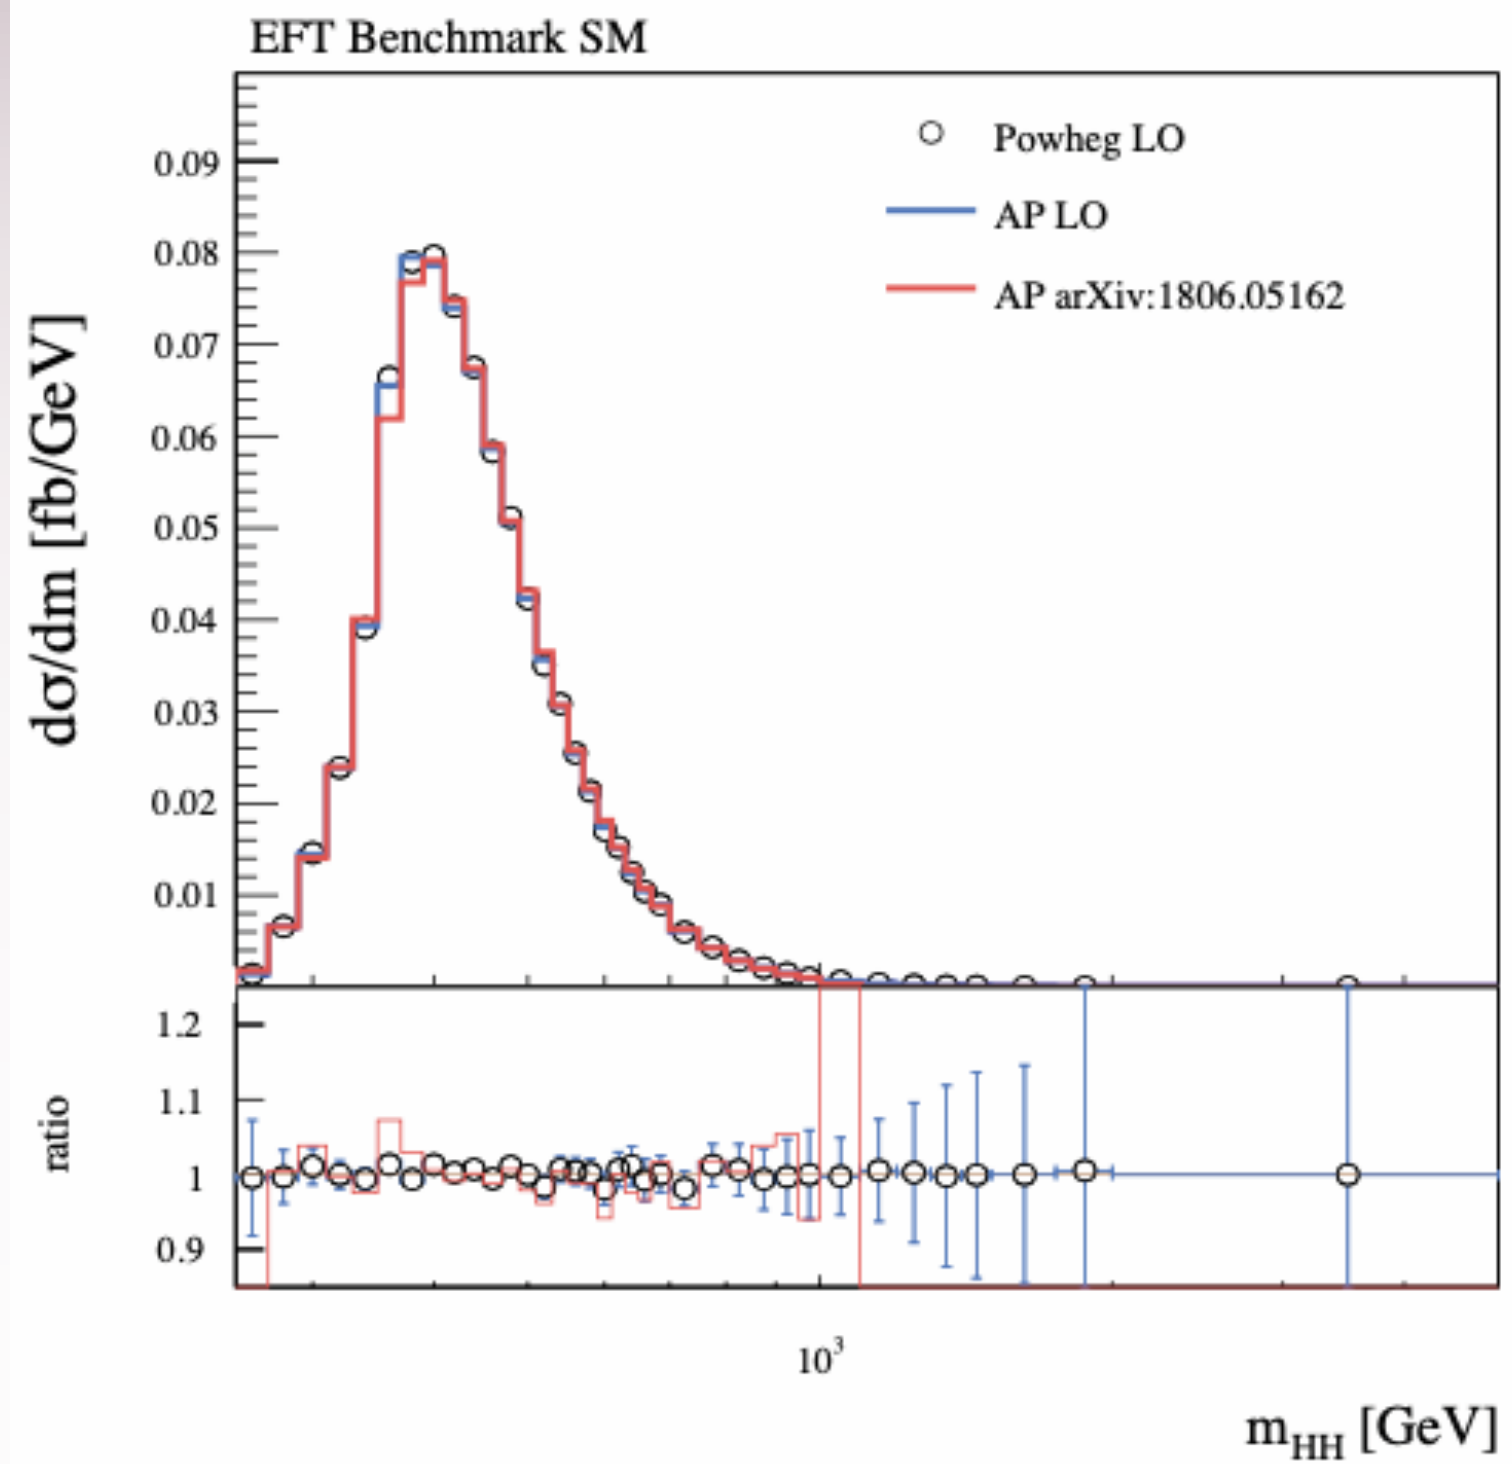 EFT Benchmark SM
Powheg LO
AP LO
AP arXiv:1806.05162
dσ/dm [fb/GeV]
0.09
0.08
0.07
0.06
0.05
0.04
0.03
0.02
0.01
ratio
1.2
1.1
1
0.9
10³
m_HH [GeV]